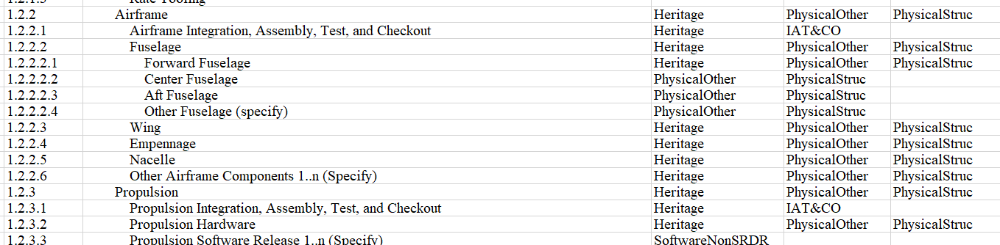 1.2.1.3 Rate Tooling
1.2.2 Airframe Heritage PhysicalOther PhysicalStruc
1.2.2.1 Airframe Integration, Assembly, Test, and Checkout Heritage IAT&CO
1.2.2.2 Fuselage Heritage PhysicalOther PhysicalStruc
1.2.2.2.1 Forward Fuselage Heritage PhysicalOther PhysicalStruc
1.2.2.2.2 Center Fuselage PhysicalOther PhysicalStruc
1.2.2.2.3 Aft Fuselage PhysicalOther PhysicalStruc
1.2.2.2.4 Other Fuselage (specify) PhysicalOther PhysicalStruc
1.2.2.3 Wing Heritage PhysicalOther PhysicalStruc
1.2.2.4 Empennage Heritage PhysicalOther PhysicalStruc
1.2.2.5 Nacelle Heritage PhysicalOther PhysicalStruc
1.2.2.6 Other Airframe Components 1..n (Specify) Heritage PhysicalOther PhysicalStruc
1.2.3 Propulsion Heritage PhysicalOther PhysicalStruc
1.2.3.1 Propulsion Integration, Assembly, Test, and Checkout Heritage IAT&CO
1.2.3.2 Propulsion Hardware Heritage PhysicalOther PhysicalStruc
1.2.3.3 Propulsion Software Release 1..n (Specify) SoftwareNonSRDR